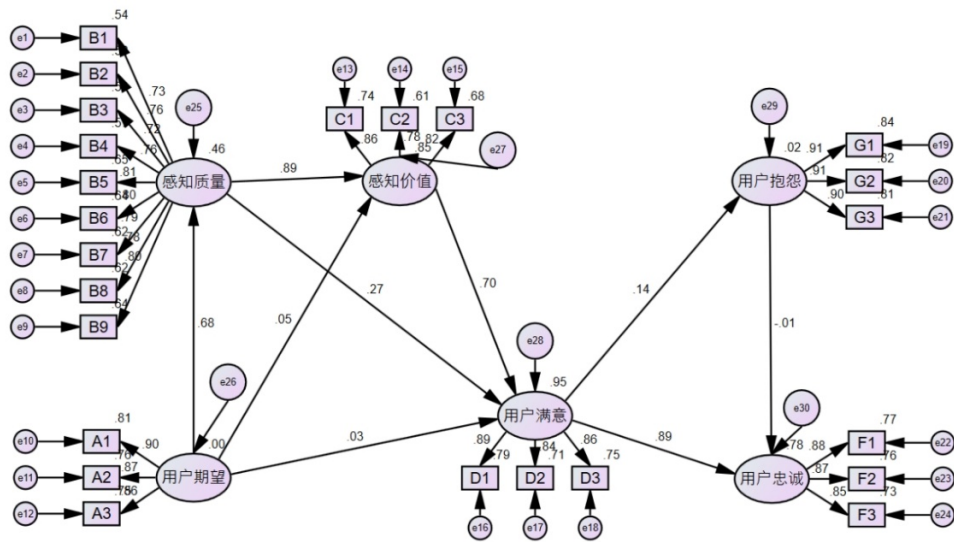 .54
e1 B1
e2 B2
e3 B3
e4 B4
e5 B5
e6 B6
e7 B7
e8 B8
e9 B9
.73
.76
.72
.76
.65
.81
.80
.79
.62
.78
.62
.80
.64
e25
.46
感知质量
.89
e13 e14 e15
.74 .61 .68
C1 C2 C3
.86 .78 .82
.85
e27
感知价值
e29
.02
用户抱怨
.91 .84
G1 e19
.91 .82
G2 e20
.90 .81
G3 e21
.68
.05
.27
.70
.14
-.01
e26
.00
用户期望
.81
e10 A1
.90
.76
e11 A2
.87
e12 A3
.03
e28
.95
用户满意
.89 .84 .86
.79 .71 .75
D1 D2 D3
e16 e17 e18
.89
e30
.78
用户忠诚
.88 .77
F1 e22
.87 .76
F2 e23
.85 .73
F3 e24